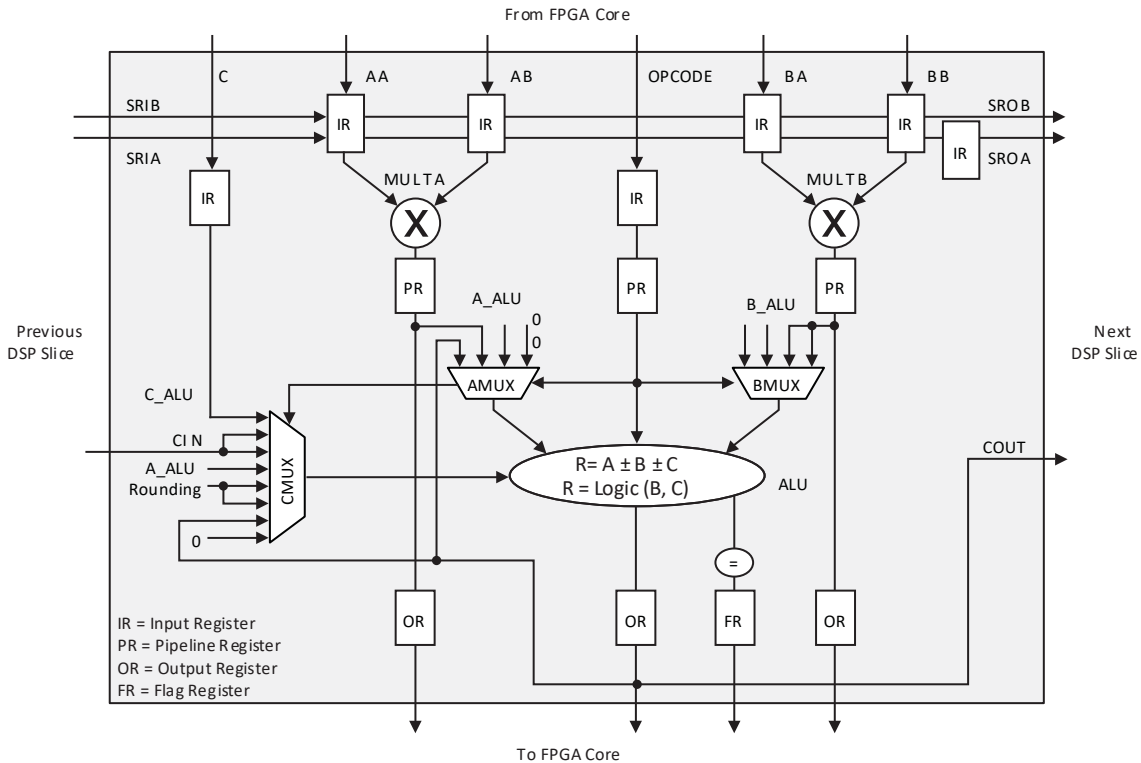 From FPGA Core
C
AA
AB
OPCODE
BA
BB
SRIB
SROB
IR
IR
IR
IR
IR
SRIA
SROA
MULTA
MULTB
IR
IR
X
X
PR
PR
PR
A_ALU
B_ALU
0
0
Previous
DSP Slice
Next
DSP Slice
AMUX
BMUX
C_ALU
CIN
COUT
A_ALU
Rounding
CMUX
R= A ± B ± C
R = Logic (B, C)
ALU
0
=
IR = Input Register
PR = Pipeline Register
OR = Output Register
FR = Flag Register
OR
OR
FR
OR
To FPGA Core